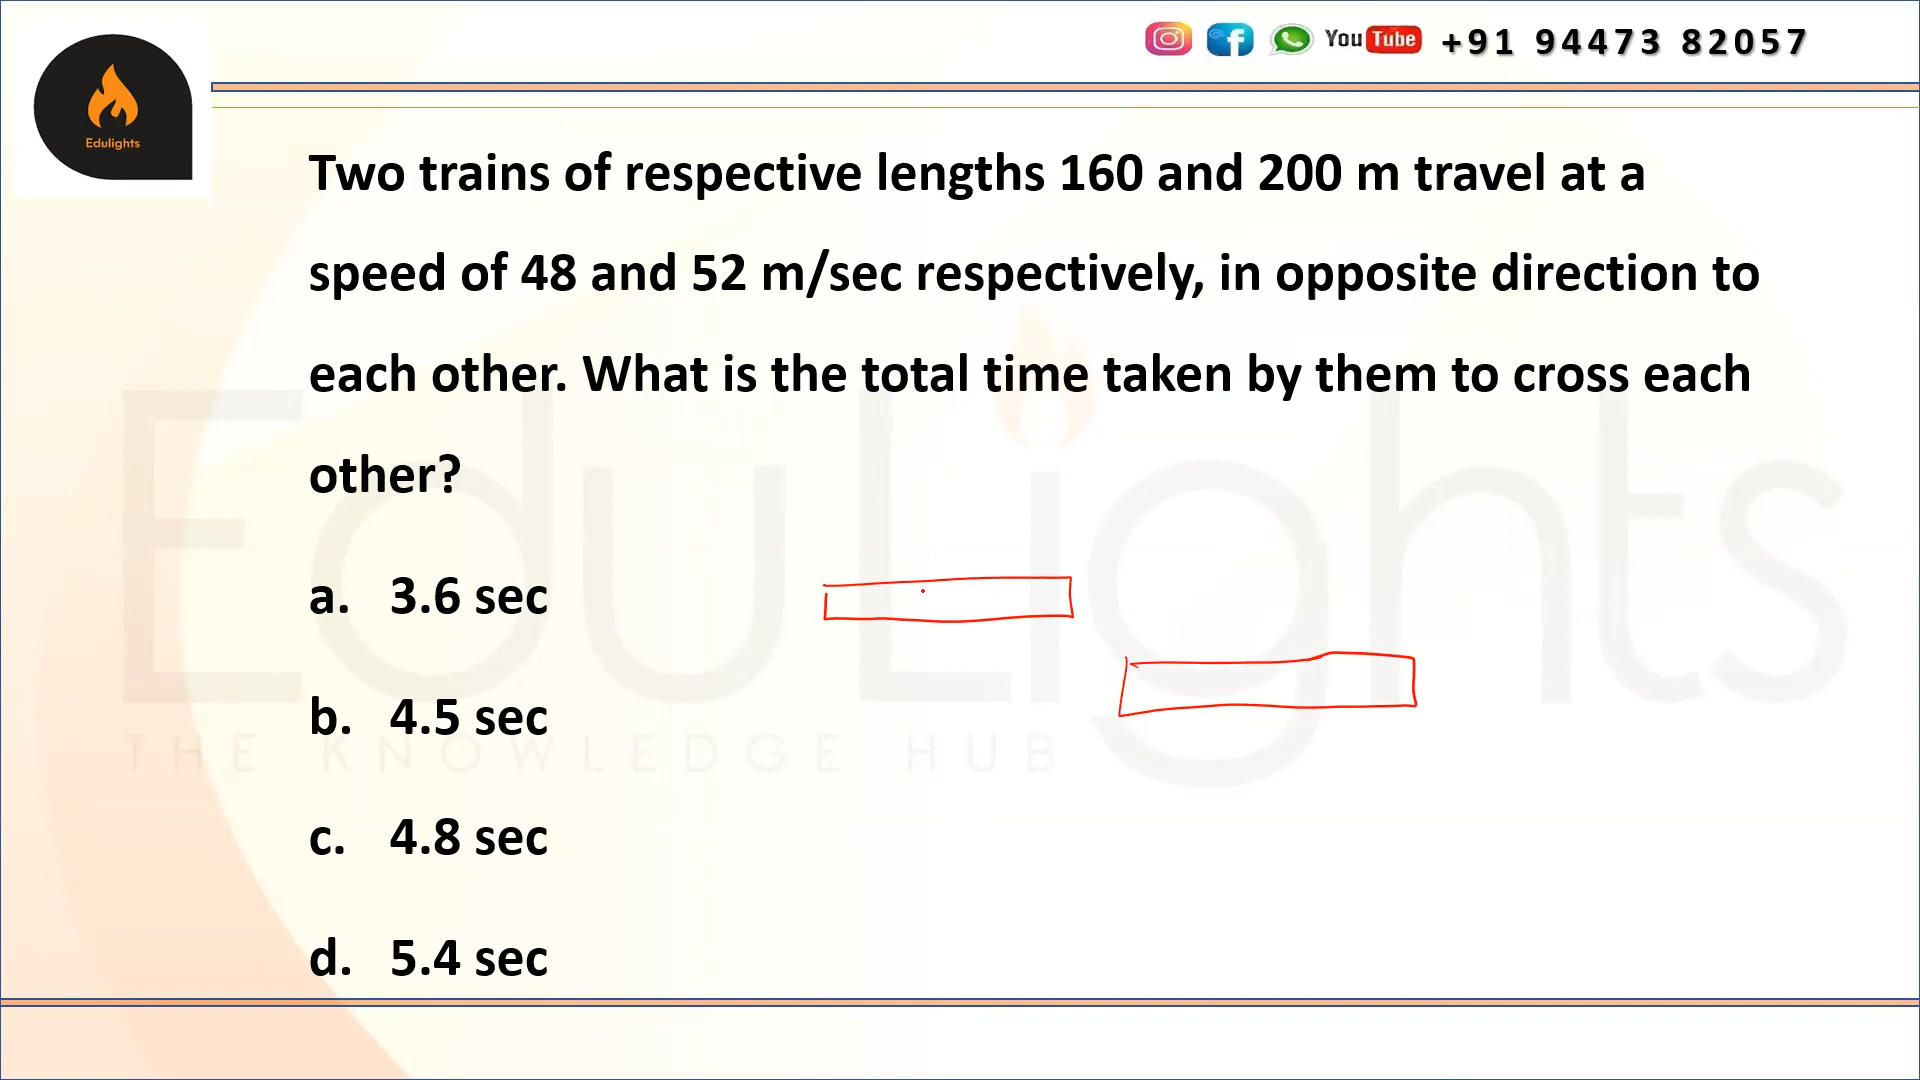 You Tube +91 94473 82057
Edulights
Two trains of respective lengths 160 and 200 m travel at a
speed of 48 and 52 m/sec respectively, in opposite direction to
each other. What is the total time taken by them to cross each
other?
a. 3.6 sec
b. 4.5 sec
c. 4.8 sec
d. 5.4 sec
EduLights
THE KNOWLEDGE HUB